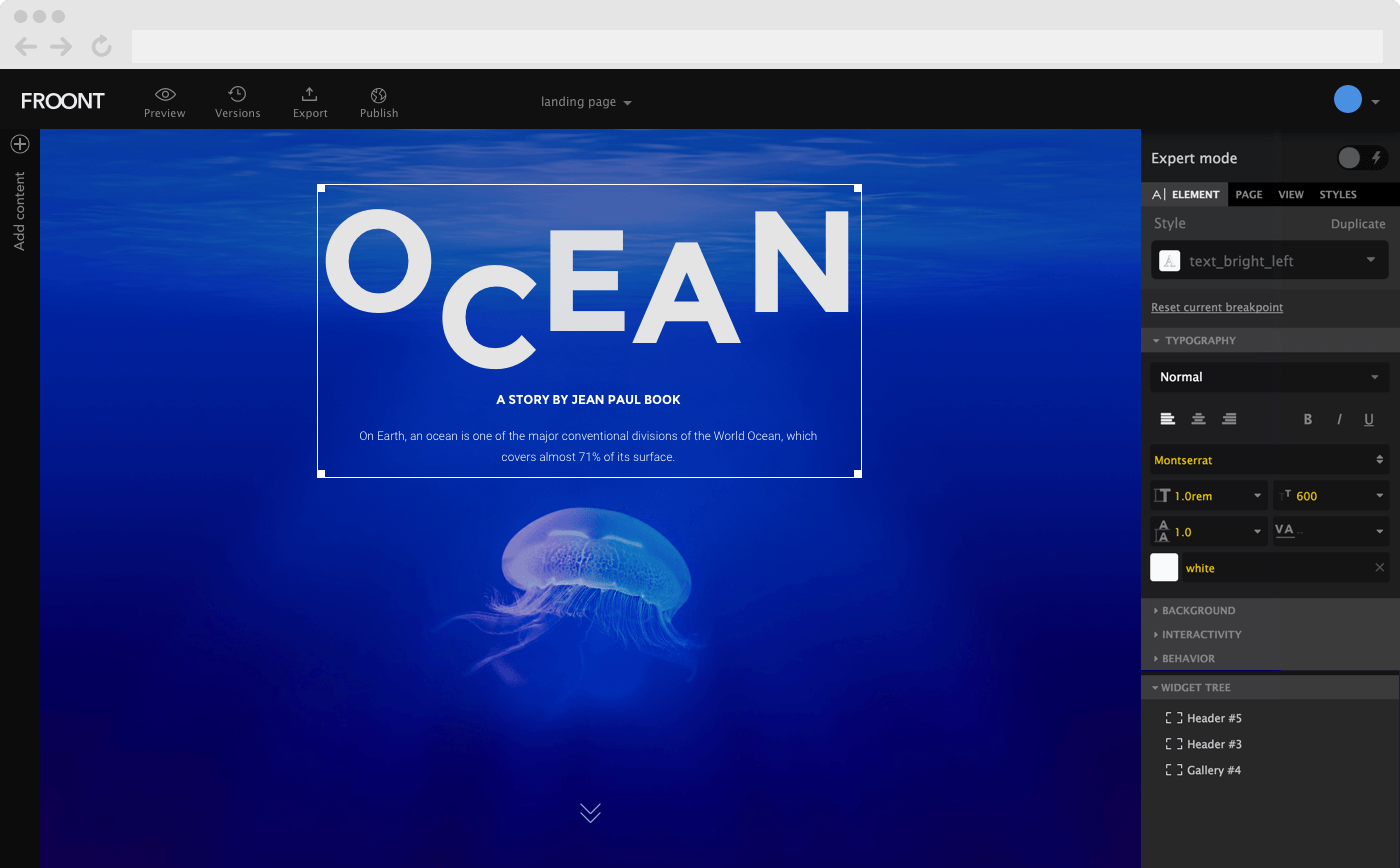 FROONT
Preview
Versions
Export
Publish
landing page
Add content
OCEAN
A STORY BY JEAN PAUL BOOK
On Earth, an ocean is one of the major conventional divisions of the World Ocean, which
covers almost 71% of its surface.
Expert mode
A| ELEMENT PAGE VIEW STYLES
Style Duplicate
A text_bright_left
Reset current breakpoint
TYPOGRAPHY
Normal
B I U
Montserrat
T 1.0rem T 600
A A 1.0 VA
white
BACKGROUND
INTERACTIVITY
BEHAVIOR
WIDGET TREE
Header #5
Header #3
Gallery #4